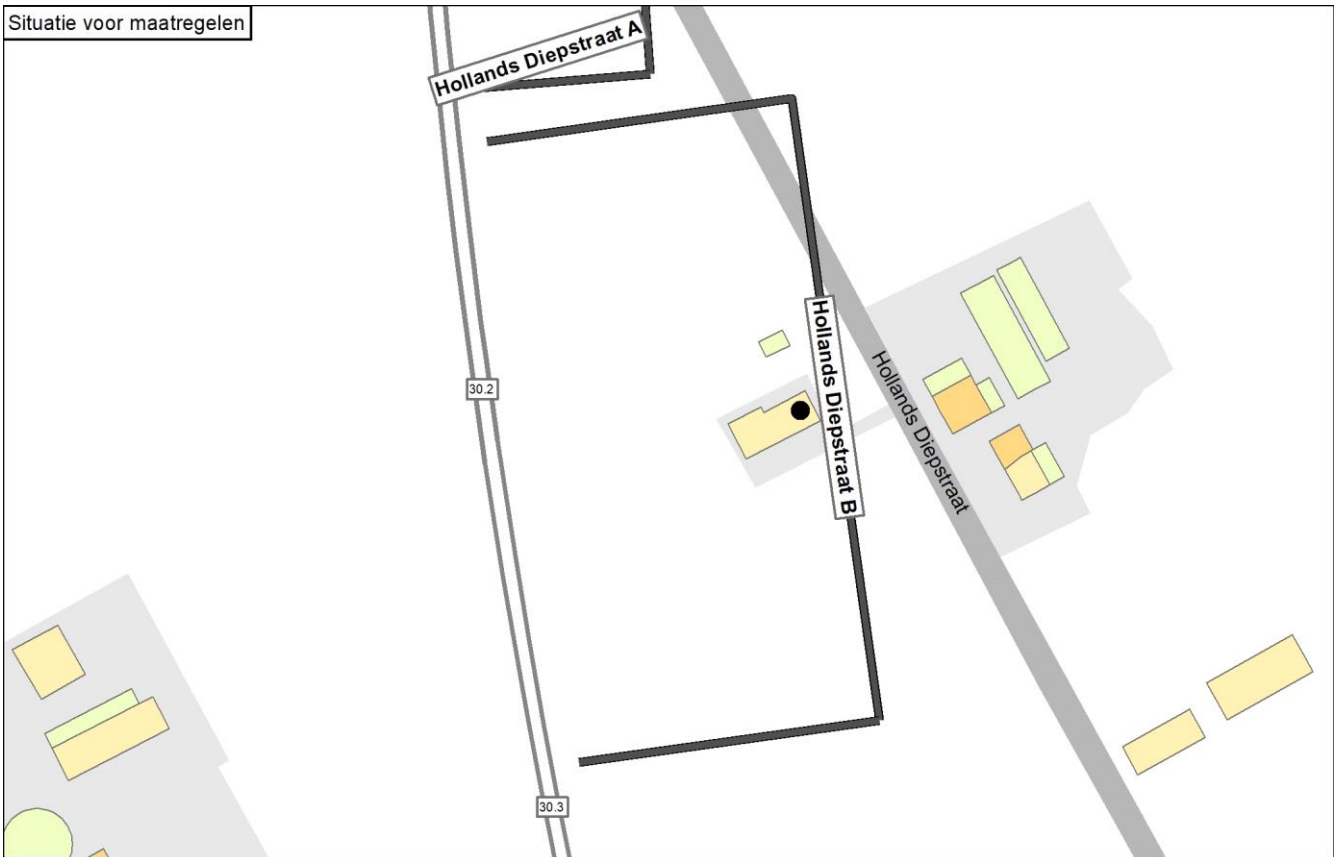 Situatie voor maatregelen
Hollands Diepstraat A
Hollands Diepstraat B
Hollands Diepstraat
30.2
30.3